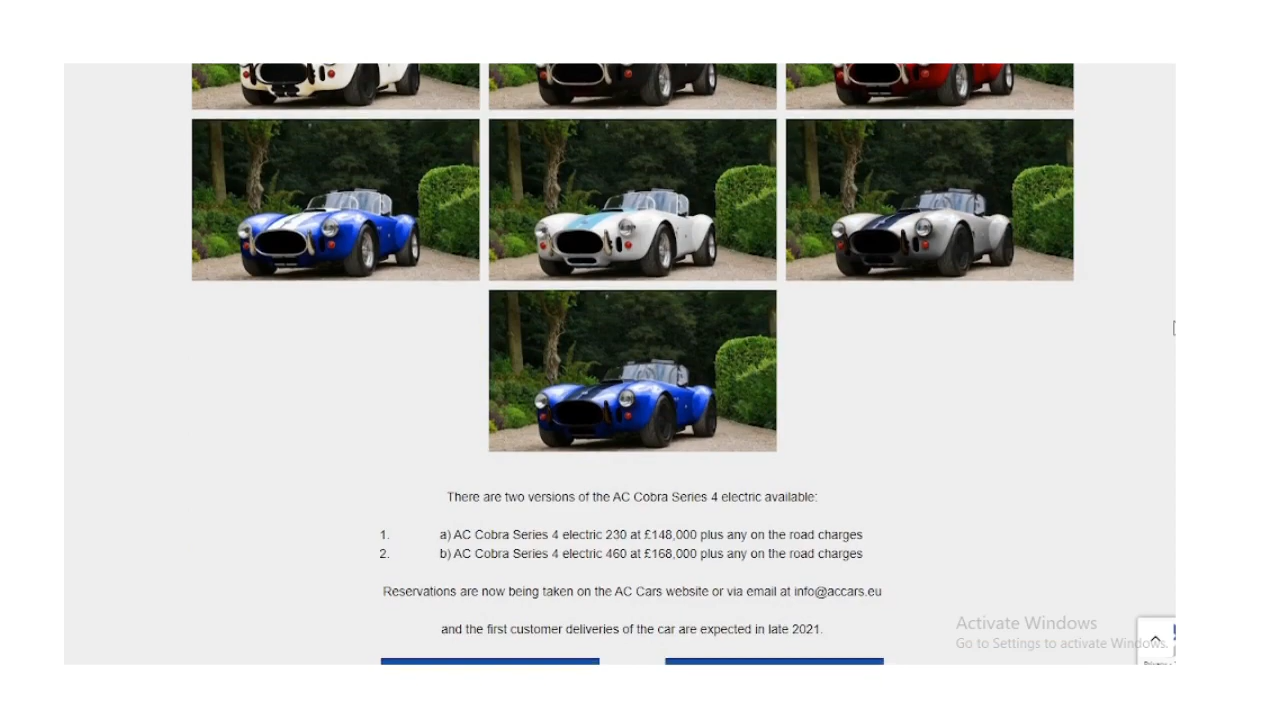 There are two versions of the AC Cobra Series 4 electric available:
1. a) AC Cobra Series 4 electric 230 at £148,000 plus any on the road charges
2. b) AC Cobra Series 4 electric 460 at £168,000 plus any on the road charges
Reservations are now being taken on the AC Cars website or via email at info@accars.eu
and the first customer deliveries of the car are expected in late 2021.
Activate Windows
Go to Settings to activate Windows.